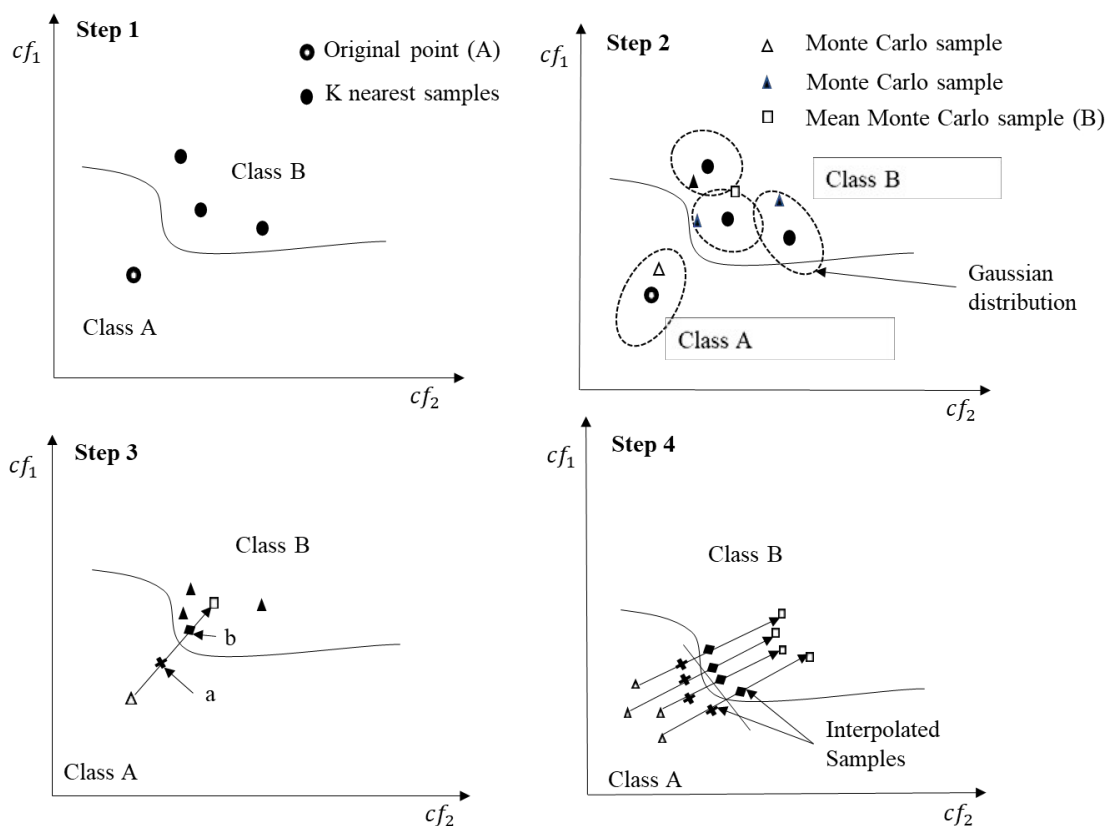 Step 1
cf₁
Original point (A)
K nearest samples
Class B
Class A
cf₂
Step 2
cf₁
Monte Carlo sample
Monte Carlo sample
Mean Monte Carlo sample (B)
Class B
Gaussian
distribution
Class A
cf₂
Step 3
cf₁
Class B
b
a
Class A
cf₂
Step 4
cf₁
Class B
Interpolated
Samples
Class A
cf₂